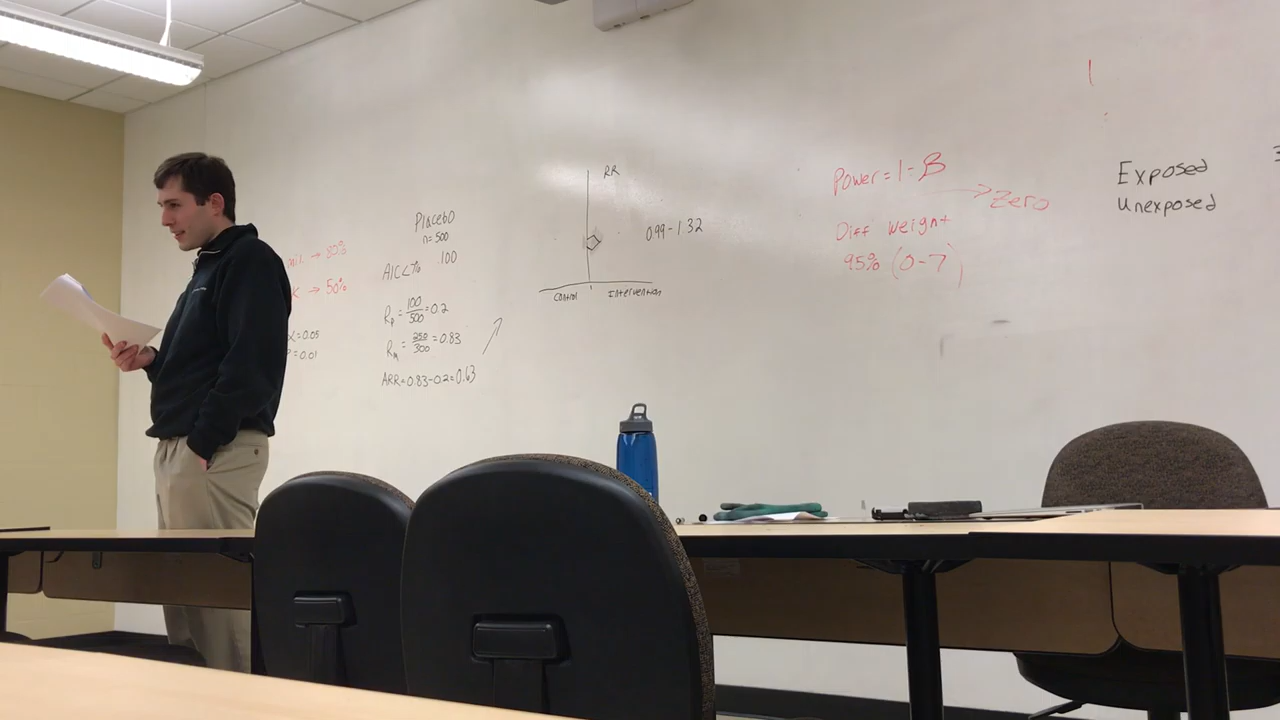 → 80%
→ 50%
α=0.05
=0.01
Placebo
n=500
A1C<7% 100
Rp = 100/500 = 0.2
Rm = 250/300 = 0.83
ARR=0.83-0.2=0.63
RR
0.99-1.32
Control Intervention
Power=1-B
→ Zero
Diff weight
95% (0-7)
Exposed
Unexposed